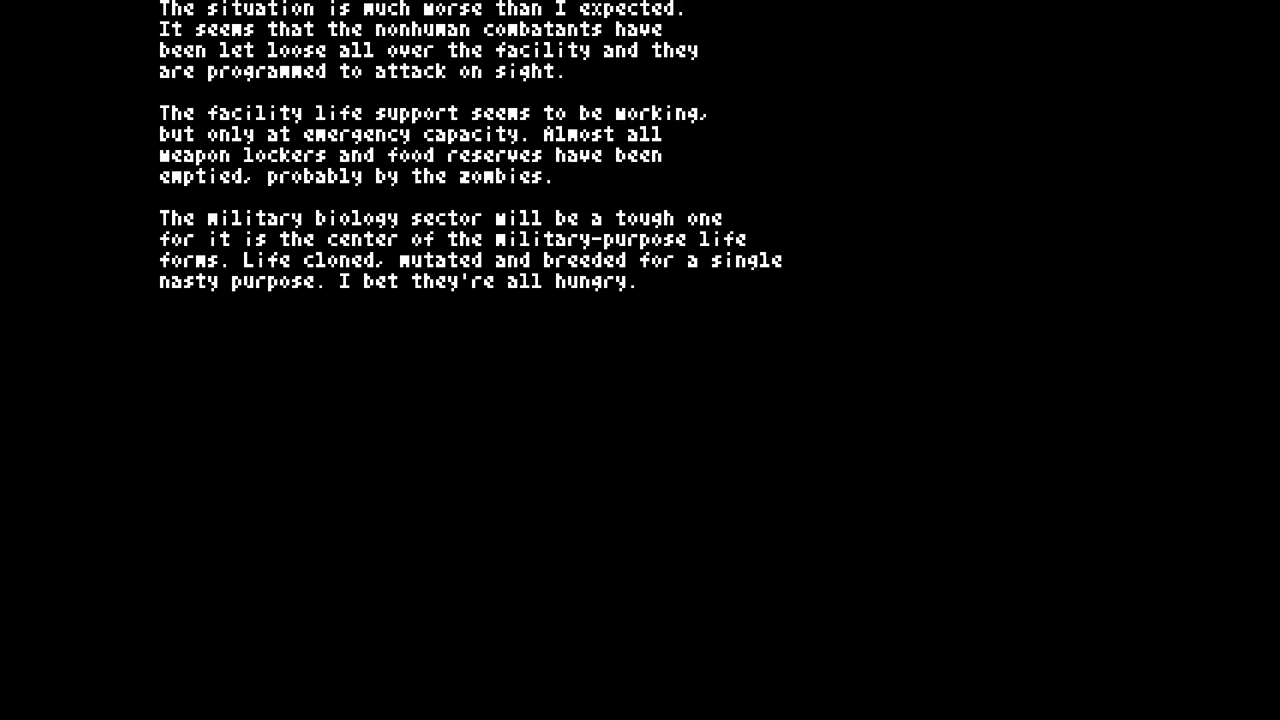 The situation is much worse than I expected.
It seems that the nonhuman combatants have
been let loose all over the facility and they
are programmed to attack on sight.
The facility life support seems to be working,
but only at emergency capacity. Almost all
weapon lockers and food reserves have been
emptied, probably by the zombies.
The military biology sector will be a tough one
for it is the center of the military-purpose life
forms. Life cloned, mutated and breeded for a single
nasty purpose. I bet they're all hungry.